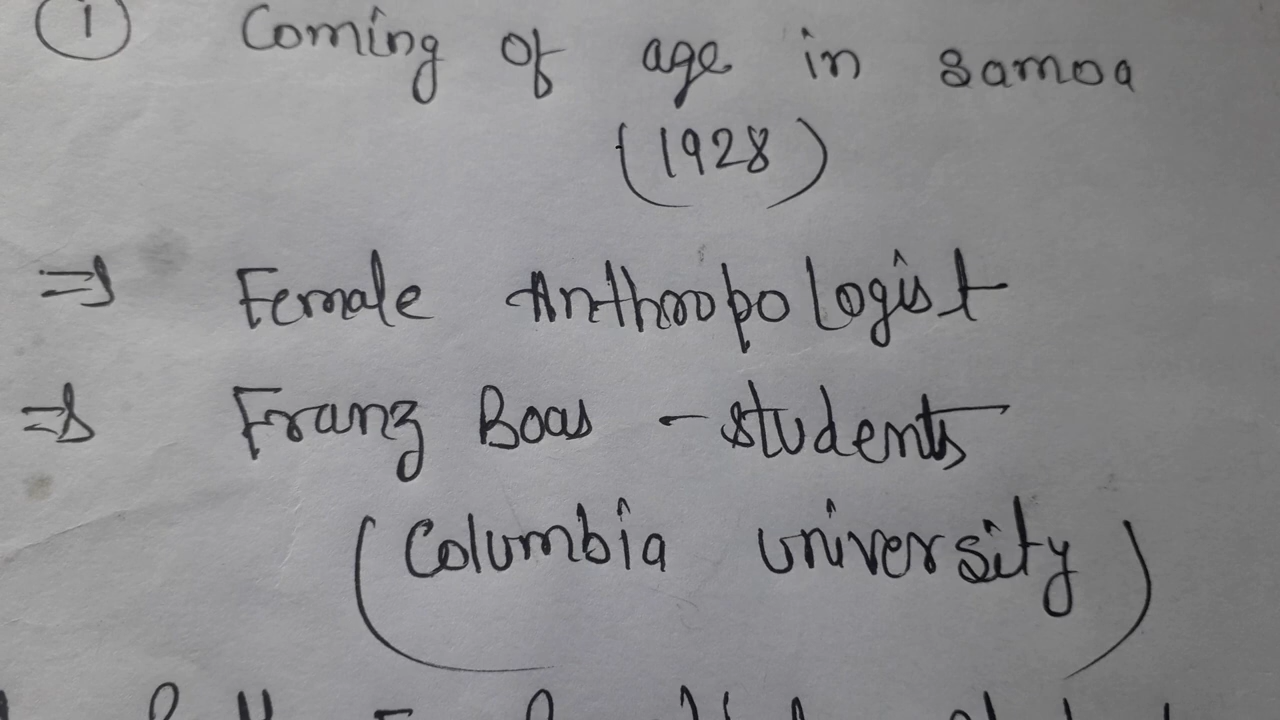 ① Coming of age in samoa
(1928)
⇒ Female Anthropologist
⇒ Franz Boas - students
(Columbia university)